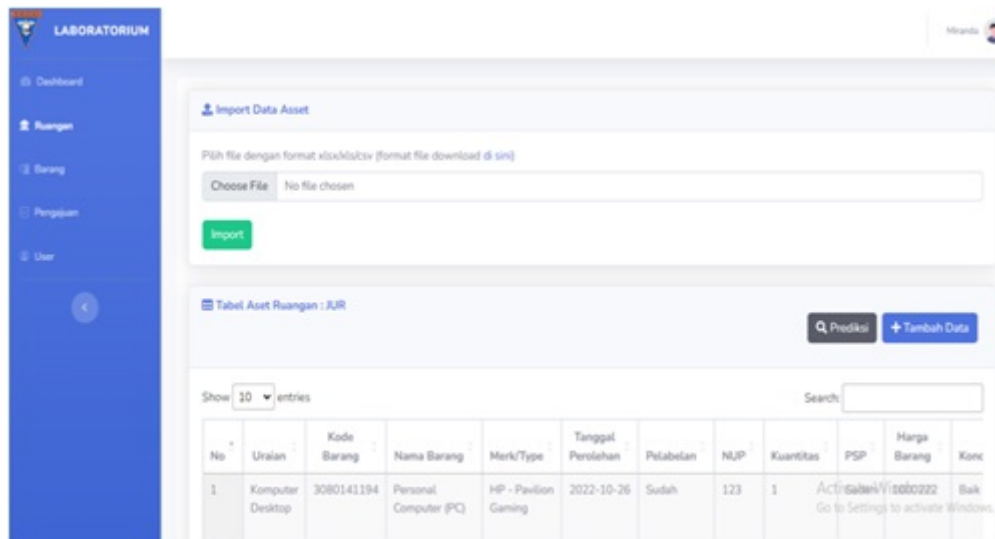 LABORATORIUM
Miranda
Dashboard
Ruangan
Barang
Pengajuan
User
Import Data Asset
Pilih file dengan format xlsx/xls/csv (format file download di sini)
Choose File No file chosen
Import
Tabel Aset Ruangan : JUR
Prediksi
+ Tambah Data
Show 10 entries
Search:
No Uraian Kode Barang Nama Barang Merk/Type Tanggal Perolehan Pelabelan NUP Kuantitas PSP Harga Barang
1 Komputer Desktop 3080141194 Personal Computer (PC) HP - Pavilion Gaming 2022-10-26 Sudah 123 1 Baik
Go to Settings to activate Windows.